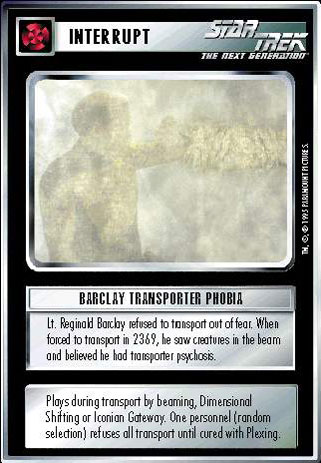 INTERRUPT
STAR TREK
THE NEXT GENERATION
TM, ®, © 1995 PARAMOUNT PICTURES.
BARCLAY TRANSPORTER PHOBIA
Lt. Reginald Barclay refused to transport out of fear. When
forced to transport in 2369, he saw creatures in the beam
and believed he had transporter psychosis.
Plays during transport by beaming, Dimensional
Shifting or Iconian Gateway. One personnel (random
selection) refuses all transport until cured with Plexing.